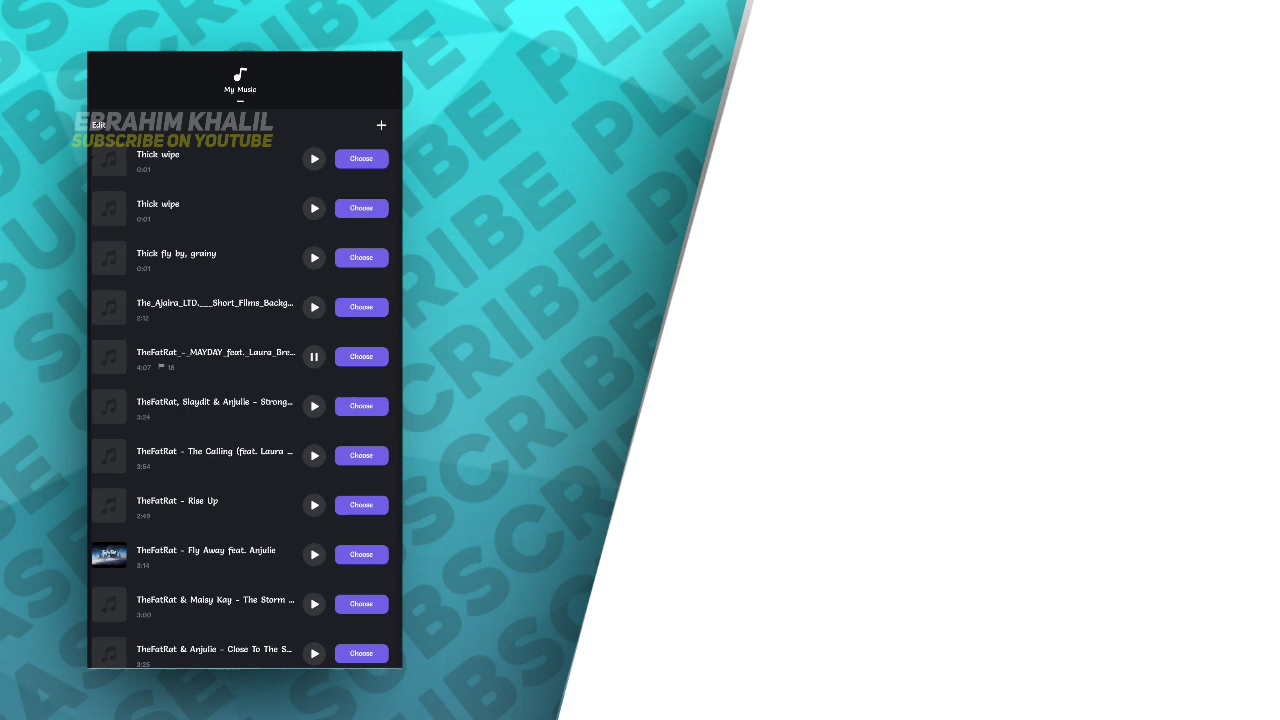 My Music
Edit
EBRAHIM KHALIL
SUBSCRIBE ON YOUTUBE
Thick wipe
0:01
Choose
Thick wipe
0:01
Choose
Thick fly by, grainy
0:01
Choose
The_Ajaira_LTD.___Short_Films_Backg...
2:12
Choose
TheFatRat_-_MAYDAY_feat._Laura_Bre...
4:07 18
Choose
TheFatRat, Slaydit & Anjulie - Strong...
3:24
Choose
TheFatRat - The Calling (feat. Laura ...
3:54
Choose
TheFatRat - Rise Up
2:49
Choose
TheFatRat - Fly Away feat. Anjulie
3:14
Choose
TheFatRat & Maisy Kay - The Storm ...
3:00
Choose
TheFatRat & Anjulie - Close To The S...
3:25
Choose
PLEASE SUBSCRIBE